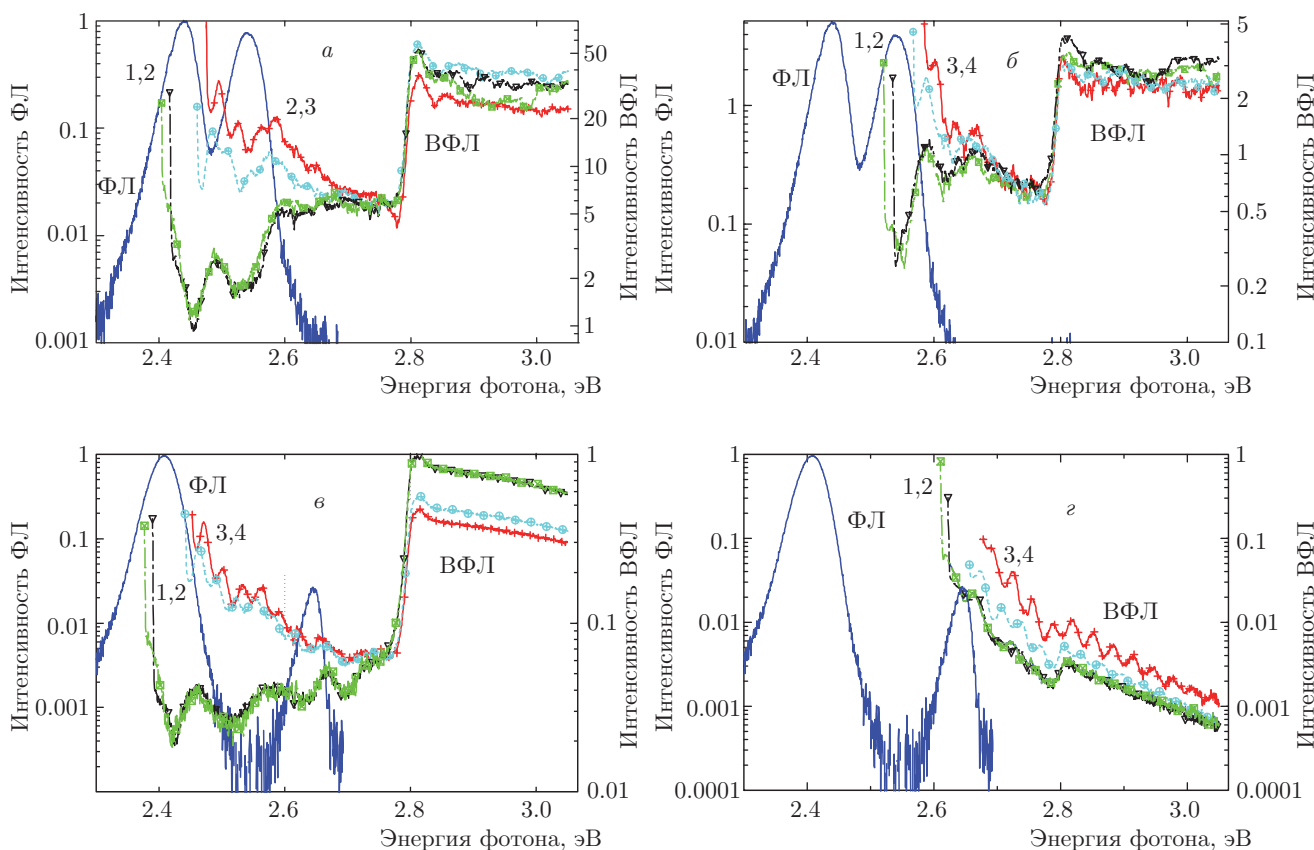 Интенсивность ФЛ
1
0.1
0.01
0.001
1,2
ФЛ
а
2,3
ВФЛ
50
20
10
5
2
1
Интенсивность ВФЛ
2.4 2.6 2.8 3.0
Энергия фотона, эВ
Интенсивность ФЛ
1
0.1
0.01
ФЛ
1,2
3,4
б
ВФЛ
5
2
1
0.5
0.2
0.1
Интенсивность ВФЛ
2.4 2.6 2.8 3.0
Энергия фотона, эВ
Интенсивность ФЛ
1
0.1
0.01
0.001
ФЛ
3,4
1,2
в
ВФЛ
1
0.1
0.01
Интенсивность ВФЛ
2.4 2.6 2.8 3.0
Энергия фотона, эВ
Интенсивность ФЛ
1
0.1
0.01
0.001
0.0001
ФЛ
1,2
3,4
г
ВФЛ
1
0.1
0.01
0.001
0.0001
Интенсивность ВФЛ
2.4 2.6 2.8 3.0
Энергия фотона, эВ